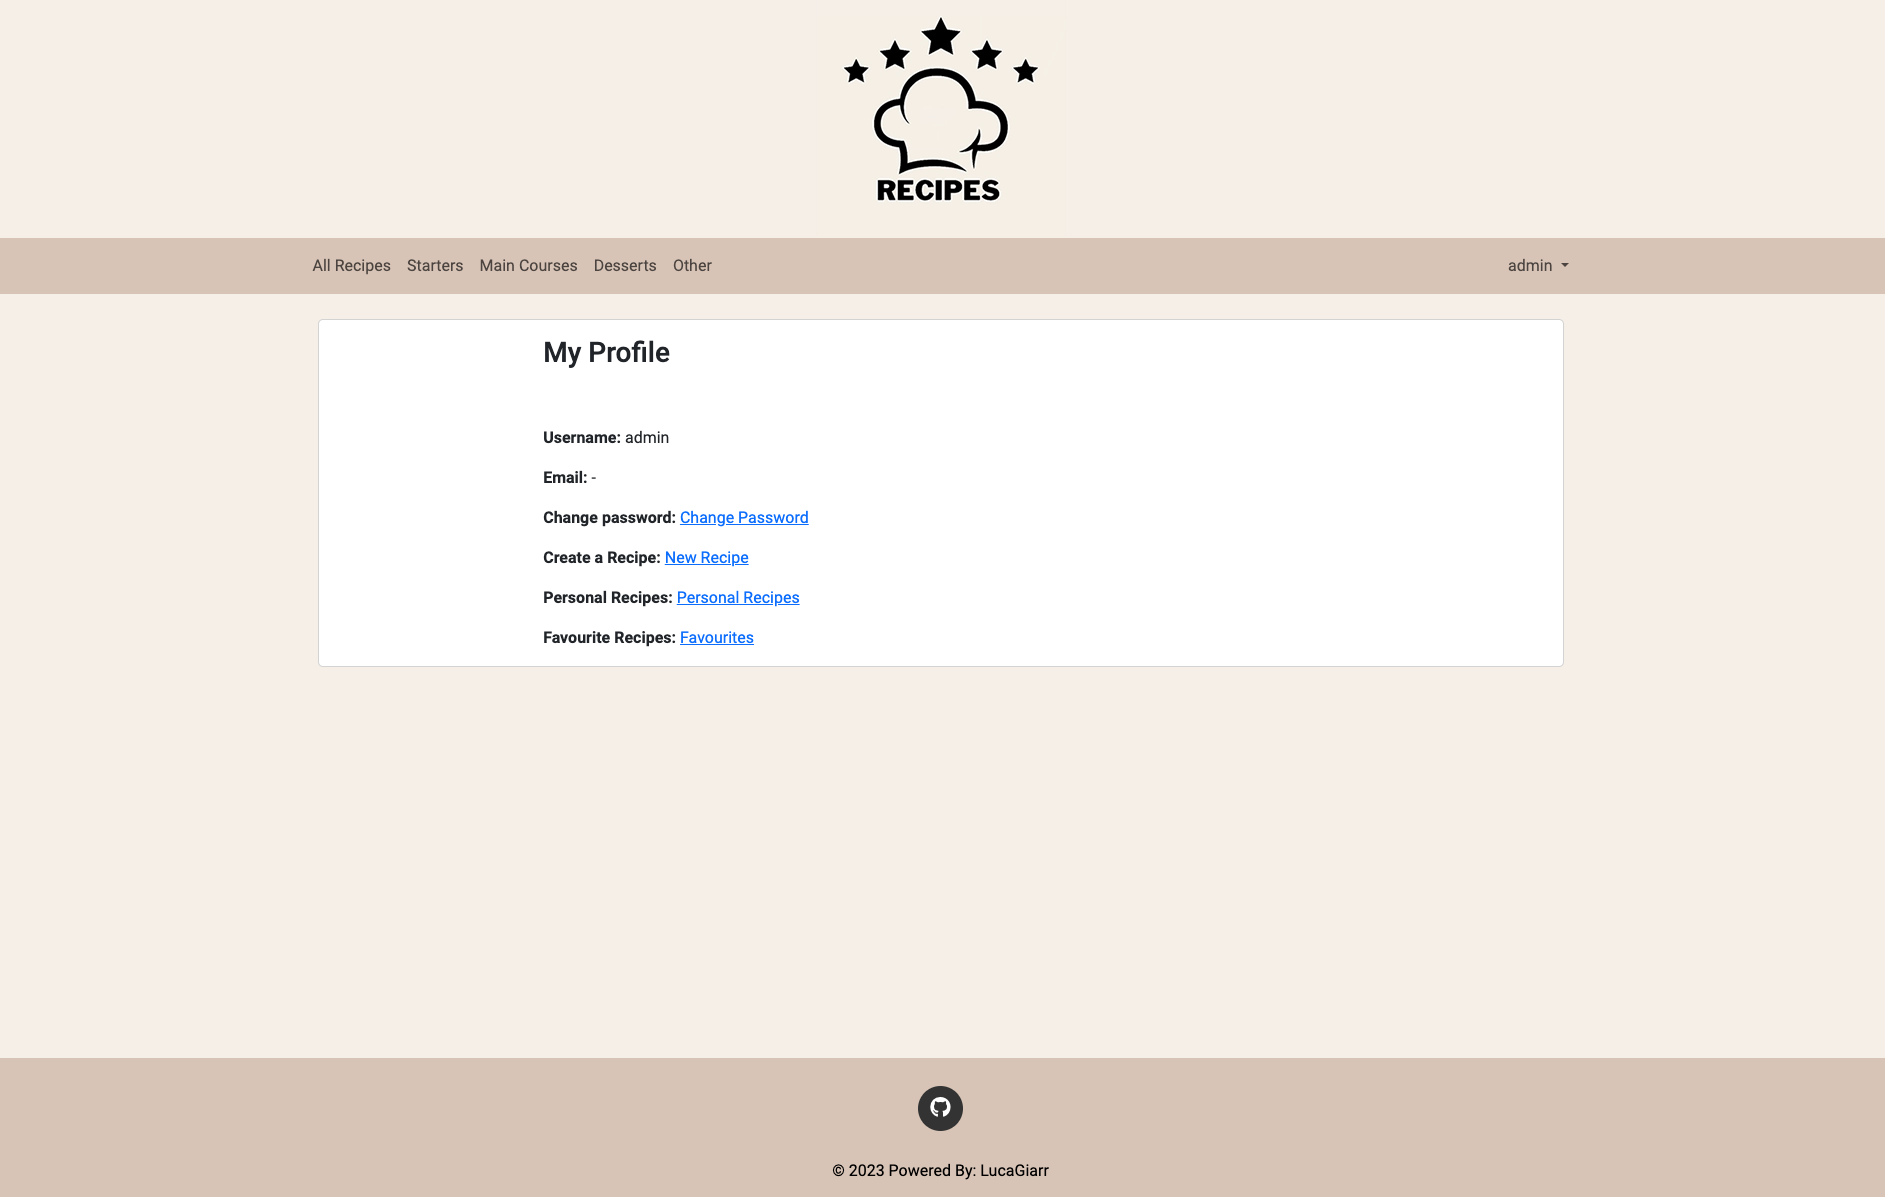 RECIPES
All Recipes Starters Main Courses Desserts Other admin
My Profile
Username: admin
Email: -
Change password: Change Password
Create a Recipe: New Recipe
Personal Recipes: Personal Recipes
Favourite Recipes: Favourites
© 2023 Powered By: LucaGiarr